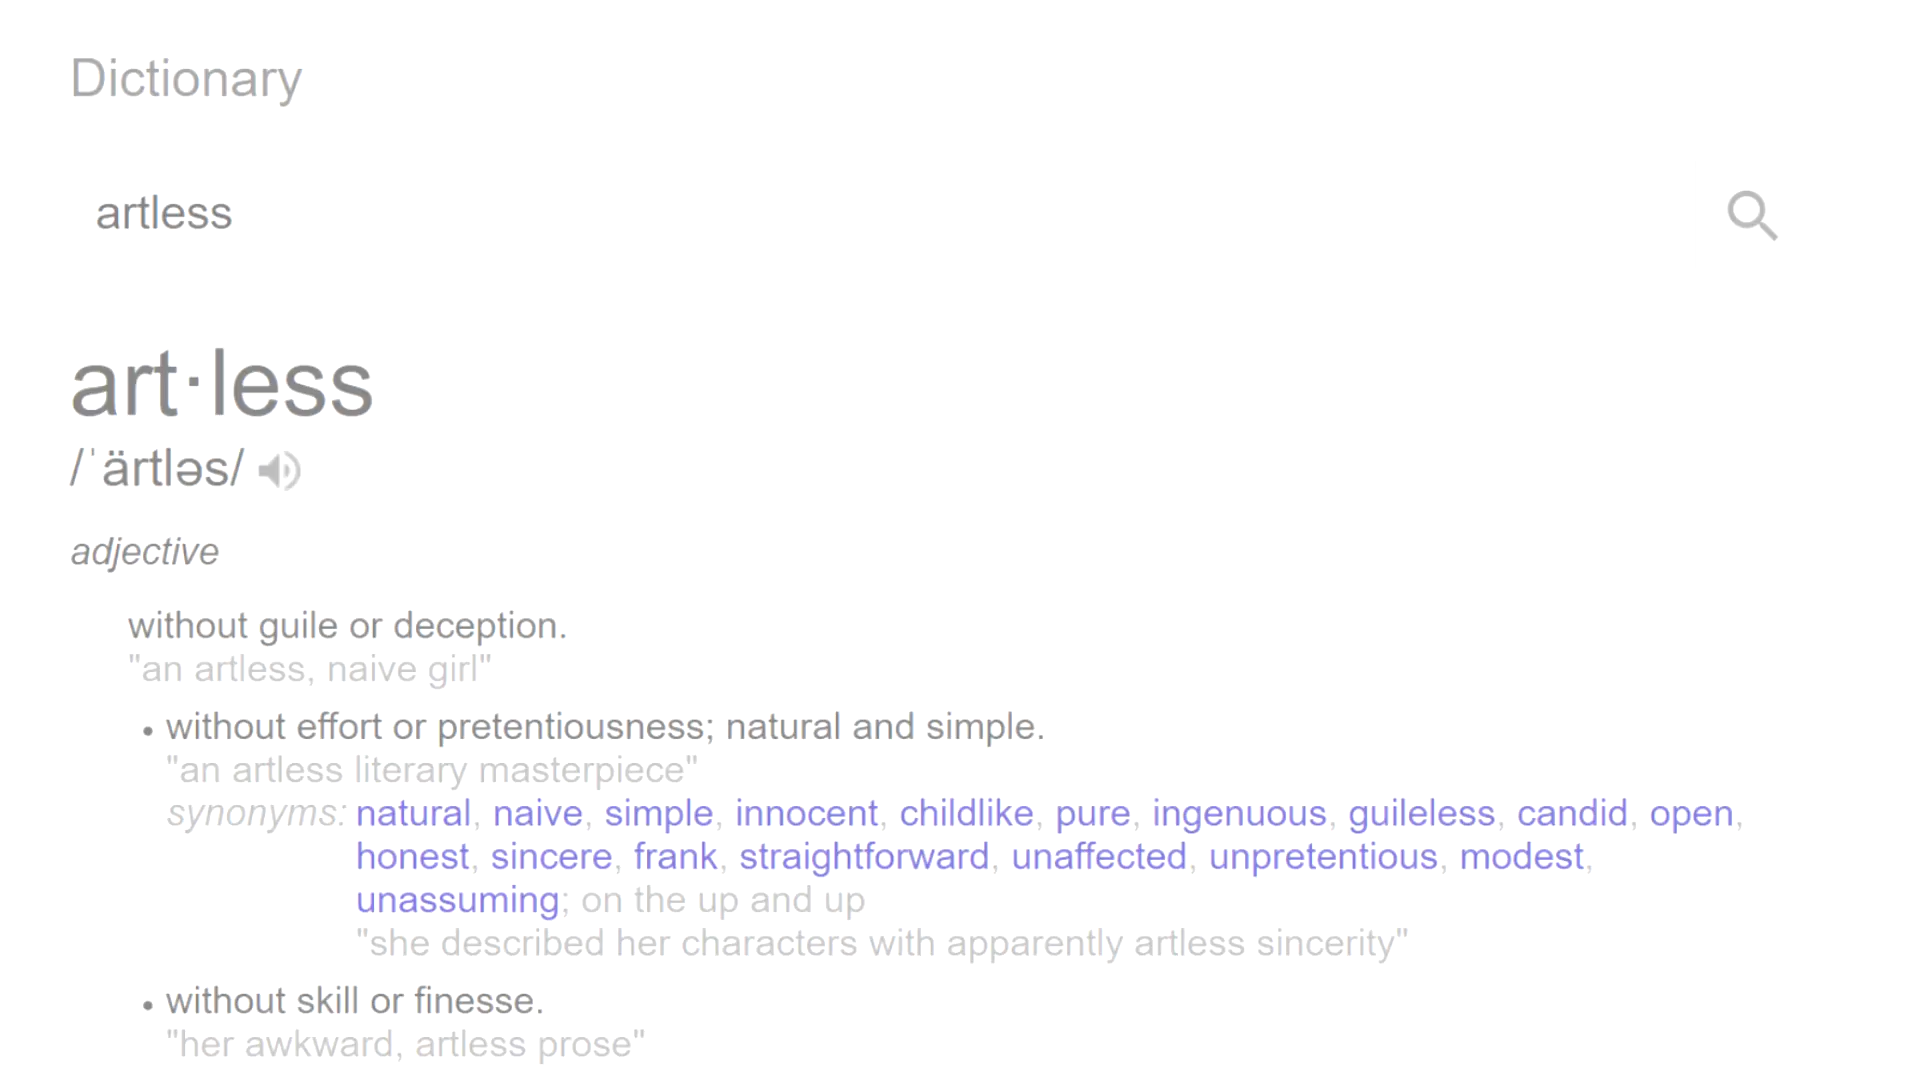 Dictionary
artless
art·less
/ˈärtləs/
adjective
without guile or deception.
"an artless, naive girl"
• without effort or pretentiousness; natural and simple.
"an artless literary masterpiece"
synonyms: natural, naive, simple, innocent, childlike, pure, ingenuous, guileless, candid, open,
honest, sincere, frank, straightforward, unaffected, unpretentious, modest,
unassuming; on the up and up
"she described her characters with apparently artless sincerity"
• without skill or finesse.
"her awkward, artless prose"